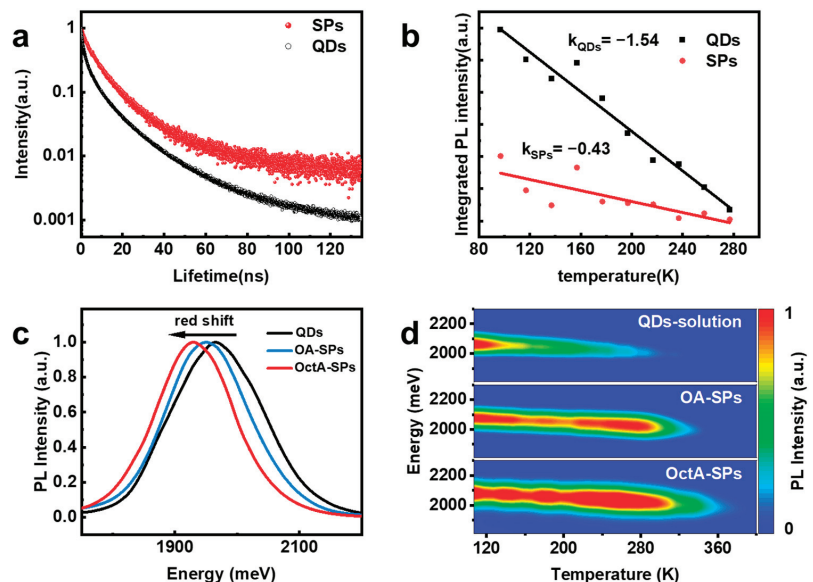 a
SPs
QDs
1
0.1
0.01
0.001
Intensity(a.u.)
0 20 40 60 80 100 120
Lifetime(ns)
b
kQDs= −1.54
QDs
SPs
kSPs= −0.43
Integrated PL intensity(a.u.)
80 120 160 200 240 280
temperature(K)
c
red shift
QDs
OA-SPs
OctA-SPs
1.0
0.8
0.6
0.4
0.2
0.0
PL Intensity (a.u.)
1900 2100
Energy (meV)
d
QDs-solution
2200
2000
OA-SPs
2200
2000
OctA-SPs
2200
2000
Energy (meV)
120 200 280 360
Temperature (K)
1
0
PL Intensity (a.u.)